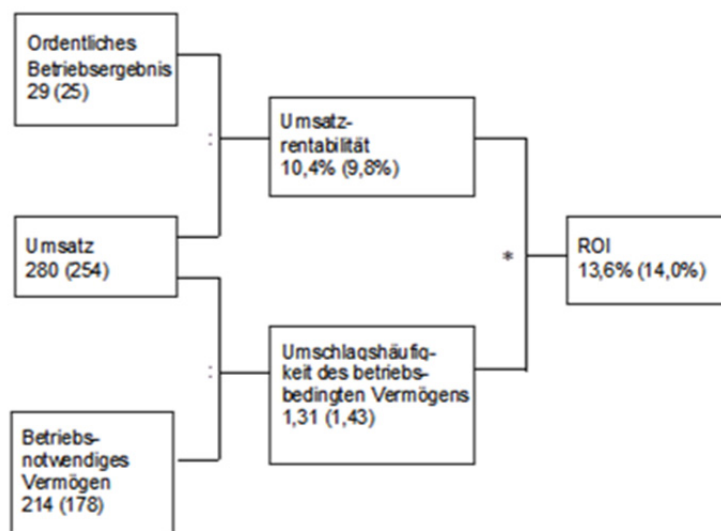 Ordentliches
Betriebsergebnis
29 (25)
:
Umsatz-
rentabilität
10,4% (9,8%)
Umsatz
280 (254)
*
ROI
13,6% (14,0%)
:
Umschlagshäufig-
keit des betriebs-
bedingten Vermögens
1,31 (1,43)
Betriebs-
notwendiges
Vermögen
214 (178)